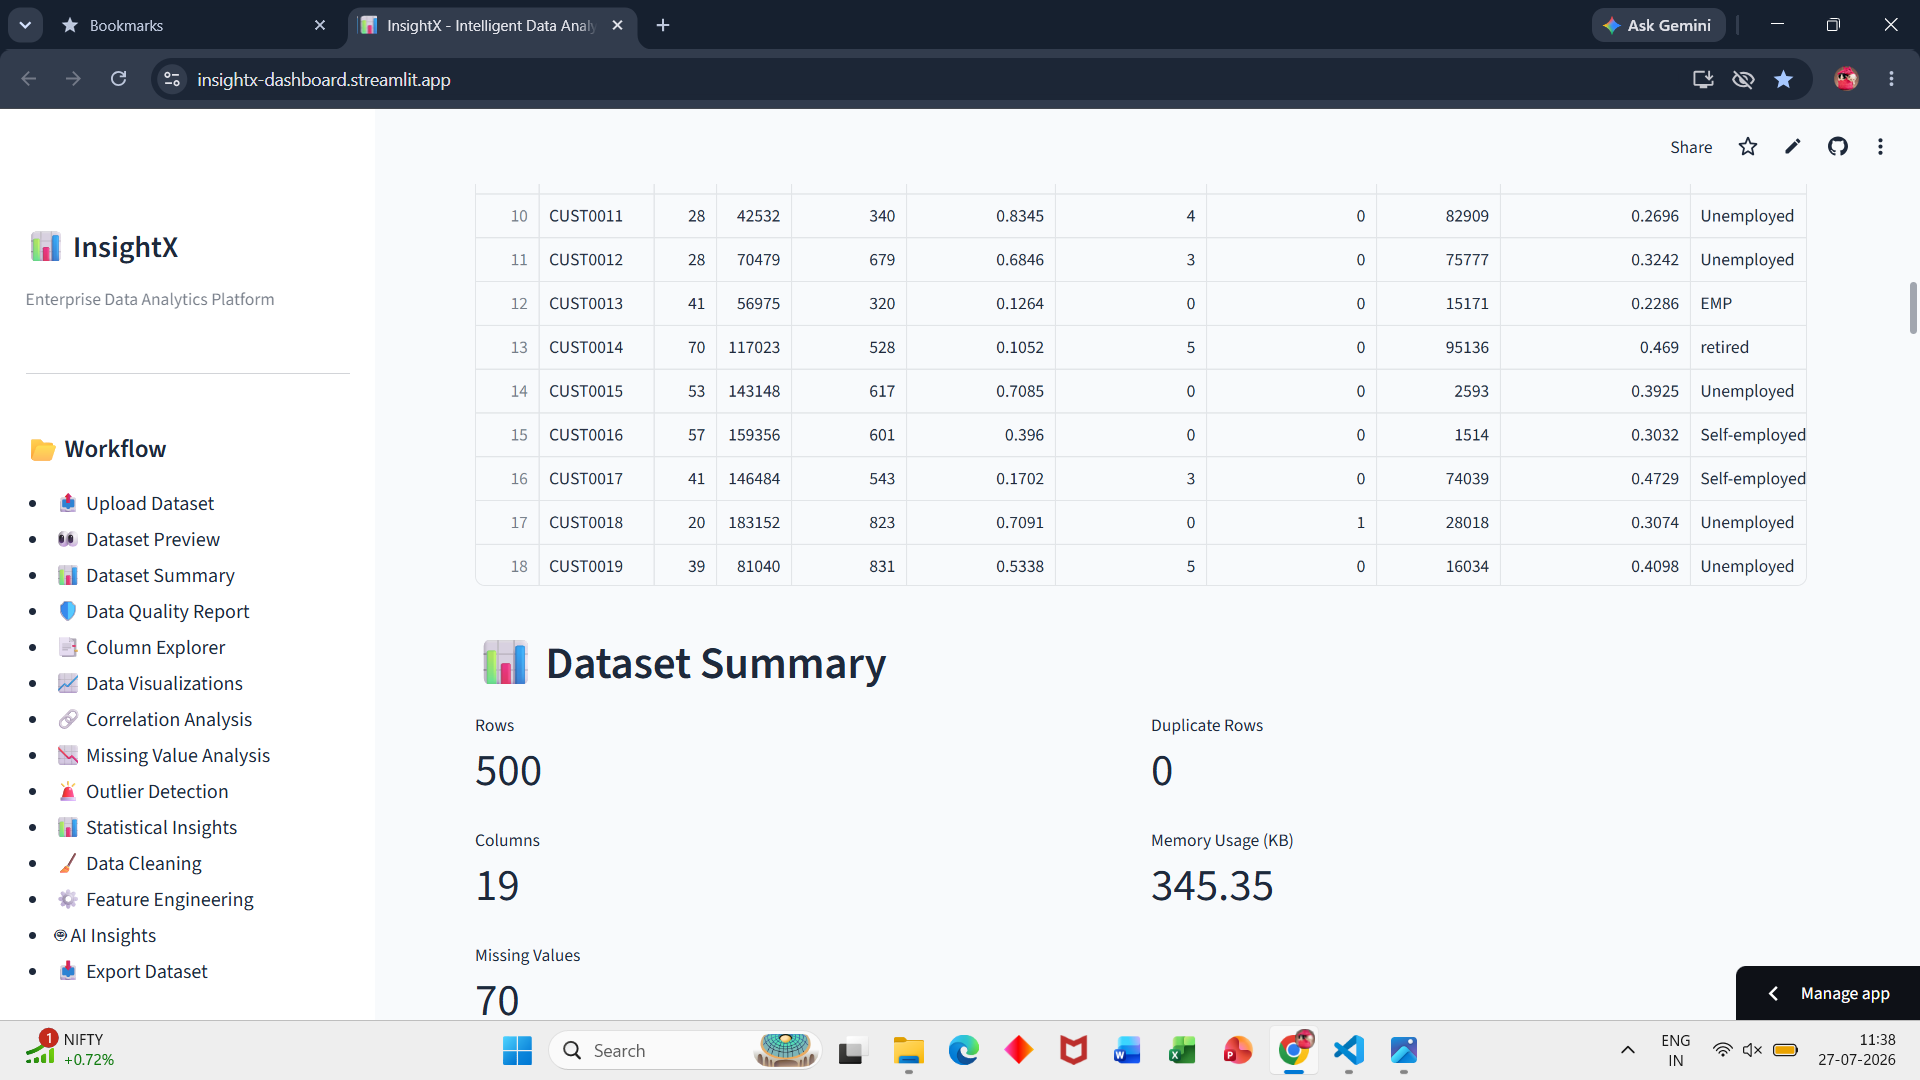 Bookmarks
InsightX - Intelligent Data Analy
Ask Gemini
insightx-dashboard.streamlit.app
Share
InsightX
Enterprise Data Analytics Platform
Workflow
Upload Dataset
Dataset Preview
Dataset Summary
Data Quality Report
Column Explorer
Data Visualizations
Correlation Analysis
Missing Value Analysis
Outlier Detection
Statistical Insights
Data Cleaning
Feature Engineering
AI Insights
Export Dataset
10 CUST0011 28 42532 340 0.8345 4 0 82909 0.2696 Unemployed
11 CUST0012 28 70479 679 0.6846 3 0 75777 0.3242 Unemployed
12 CUST0013 41 56975 320 0.1264 0 0 15171 0.2286 EMP
13 CUST0014 70 117023 528 0.1052 5 0 95136 0.469 retired
14 CUST0015 53 143148 617 0.7085 0 0 2593 0.3925 Unemployed
15 CUST0016 57 159356 601 0.396 0 0 1514 0.3032 Self-employed
16 CUST0017 41 146484 543 0.1702 3 0 74039 0.4729 Self-employed
17 CUST0018 20 183152 823 0.7091 0 1 28018 0.3074 Unemployed
18 CUST0019 39 81040 831 0.5338 5 0 16034 0.4098 Unemployed
Dataset Summary
Rows
500
Duplicate Rows
0
Columns
19
Memory Usage (KB)
345.35
Missing Values
70
Manage app
1
NIFTY
+0.72%
Search
ENG
IN
11:38
27-07-2026